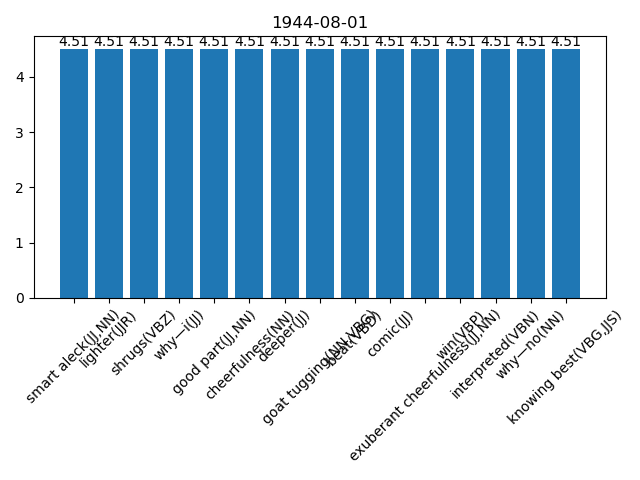 1944-08-01
4.51 4.51 4.51 4.51 4.51 4.51 4.51 4.51 4.51 4.51 4.51 4.51 4.51 4.51 4.51
4
3
2
1
0
smart aleck(JJ,NN)
lighter(JJR)
shrugs(VBZ)
why—i(JJ)
good part(JJ,NN)
cheerfulness(NN)
deeper(JJ)
goat tugging(NN,VBG)
beat(VBD)
comic(JJ)
exuberant cheerfulness(JJ,NN)
win(VBP)
interpreted(VBN)
why—no(NN)
knowing best(VBG,JJS)